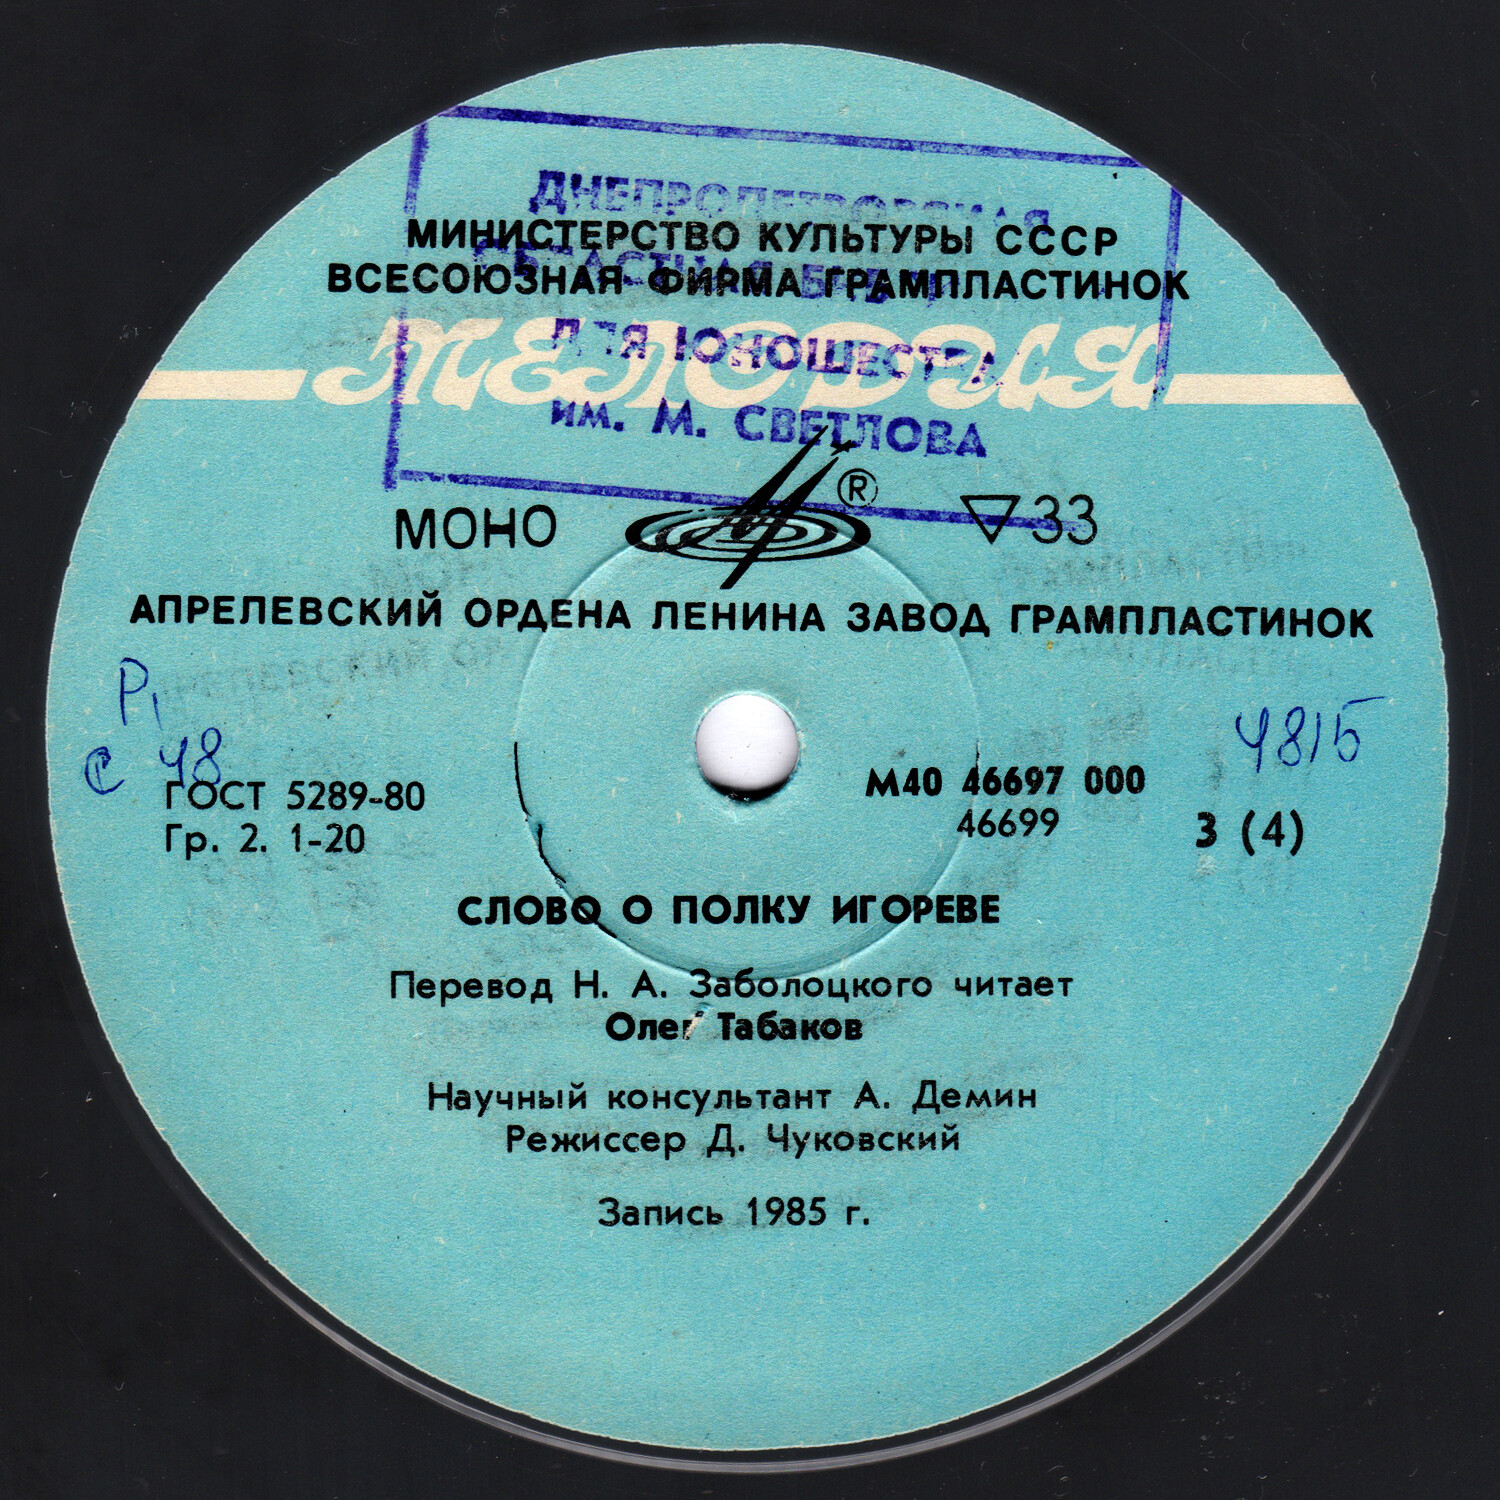 ДНЕПРОПЕТРОВСКАЯ
МИНИСТЕРСТВО КУЛЬТУРЫ СССР
ОБЛАСТНАЯ
ВСЕСОЮЗНАЯ ФИРМА ГРАМПЛАСТИНОК
ДЛЯ ЮНОШЕСТВА
МЕЛОДИЯ
им. М. СВЕТЛОВА
МОНО ® 33
АПРЕЛЕВСКИЙ ОРДЕНА ЛЕНИНА ЗАВОД ГРАМПЛАСТИНОК
Р1
С 48
4815
ГОСТ 5289-80
Гр. 2. 1-20
М40 46697 000
46699
3 (4)
СЛОВО О ПОЛКУ ИГОРЕВЕ
Перевод Н. А. Заболоцкого читает
Олег Табаков
Научный консультант А. Демин
Режиссер Д. Чуковский
Запись 1985 г.